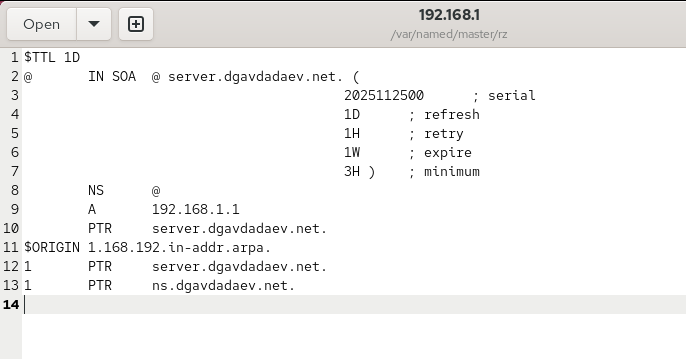 Open
192.168.1
/var/named/master/rz
1 $TTL 1D
2 @       IN SOA  @ server.dgavdadaev.net. (
3                                         2025112500      ; serial
4                                         1D      ; refresh
5                                         1H      ; retry
6                                         1W      ; expire
7                                         3H )    ; minimum
8         NS      @
9         A       192.168.1.1
10        PTR     server.dgavdadaev.net.
11 $ORIGIN 1.168.192.in-addr.arpa.
12 1       PTR     server.dgavdadaev.net.
13 1       PTR     ns.dgavdadaev.net.
14